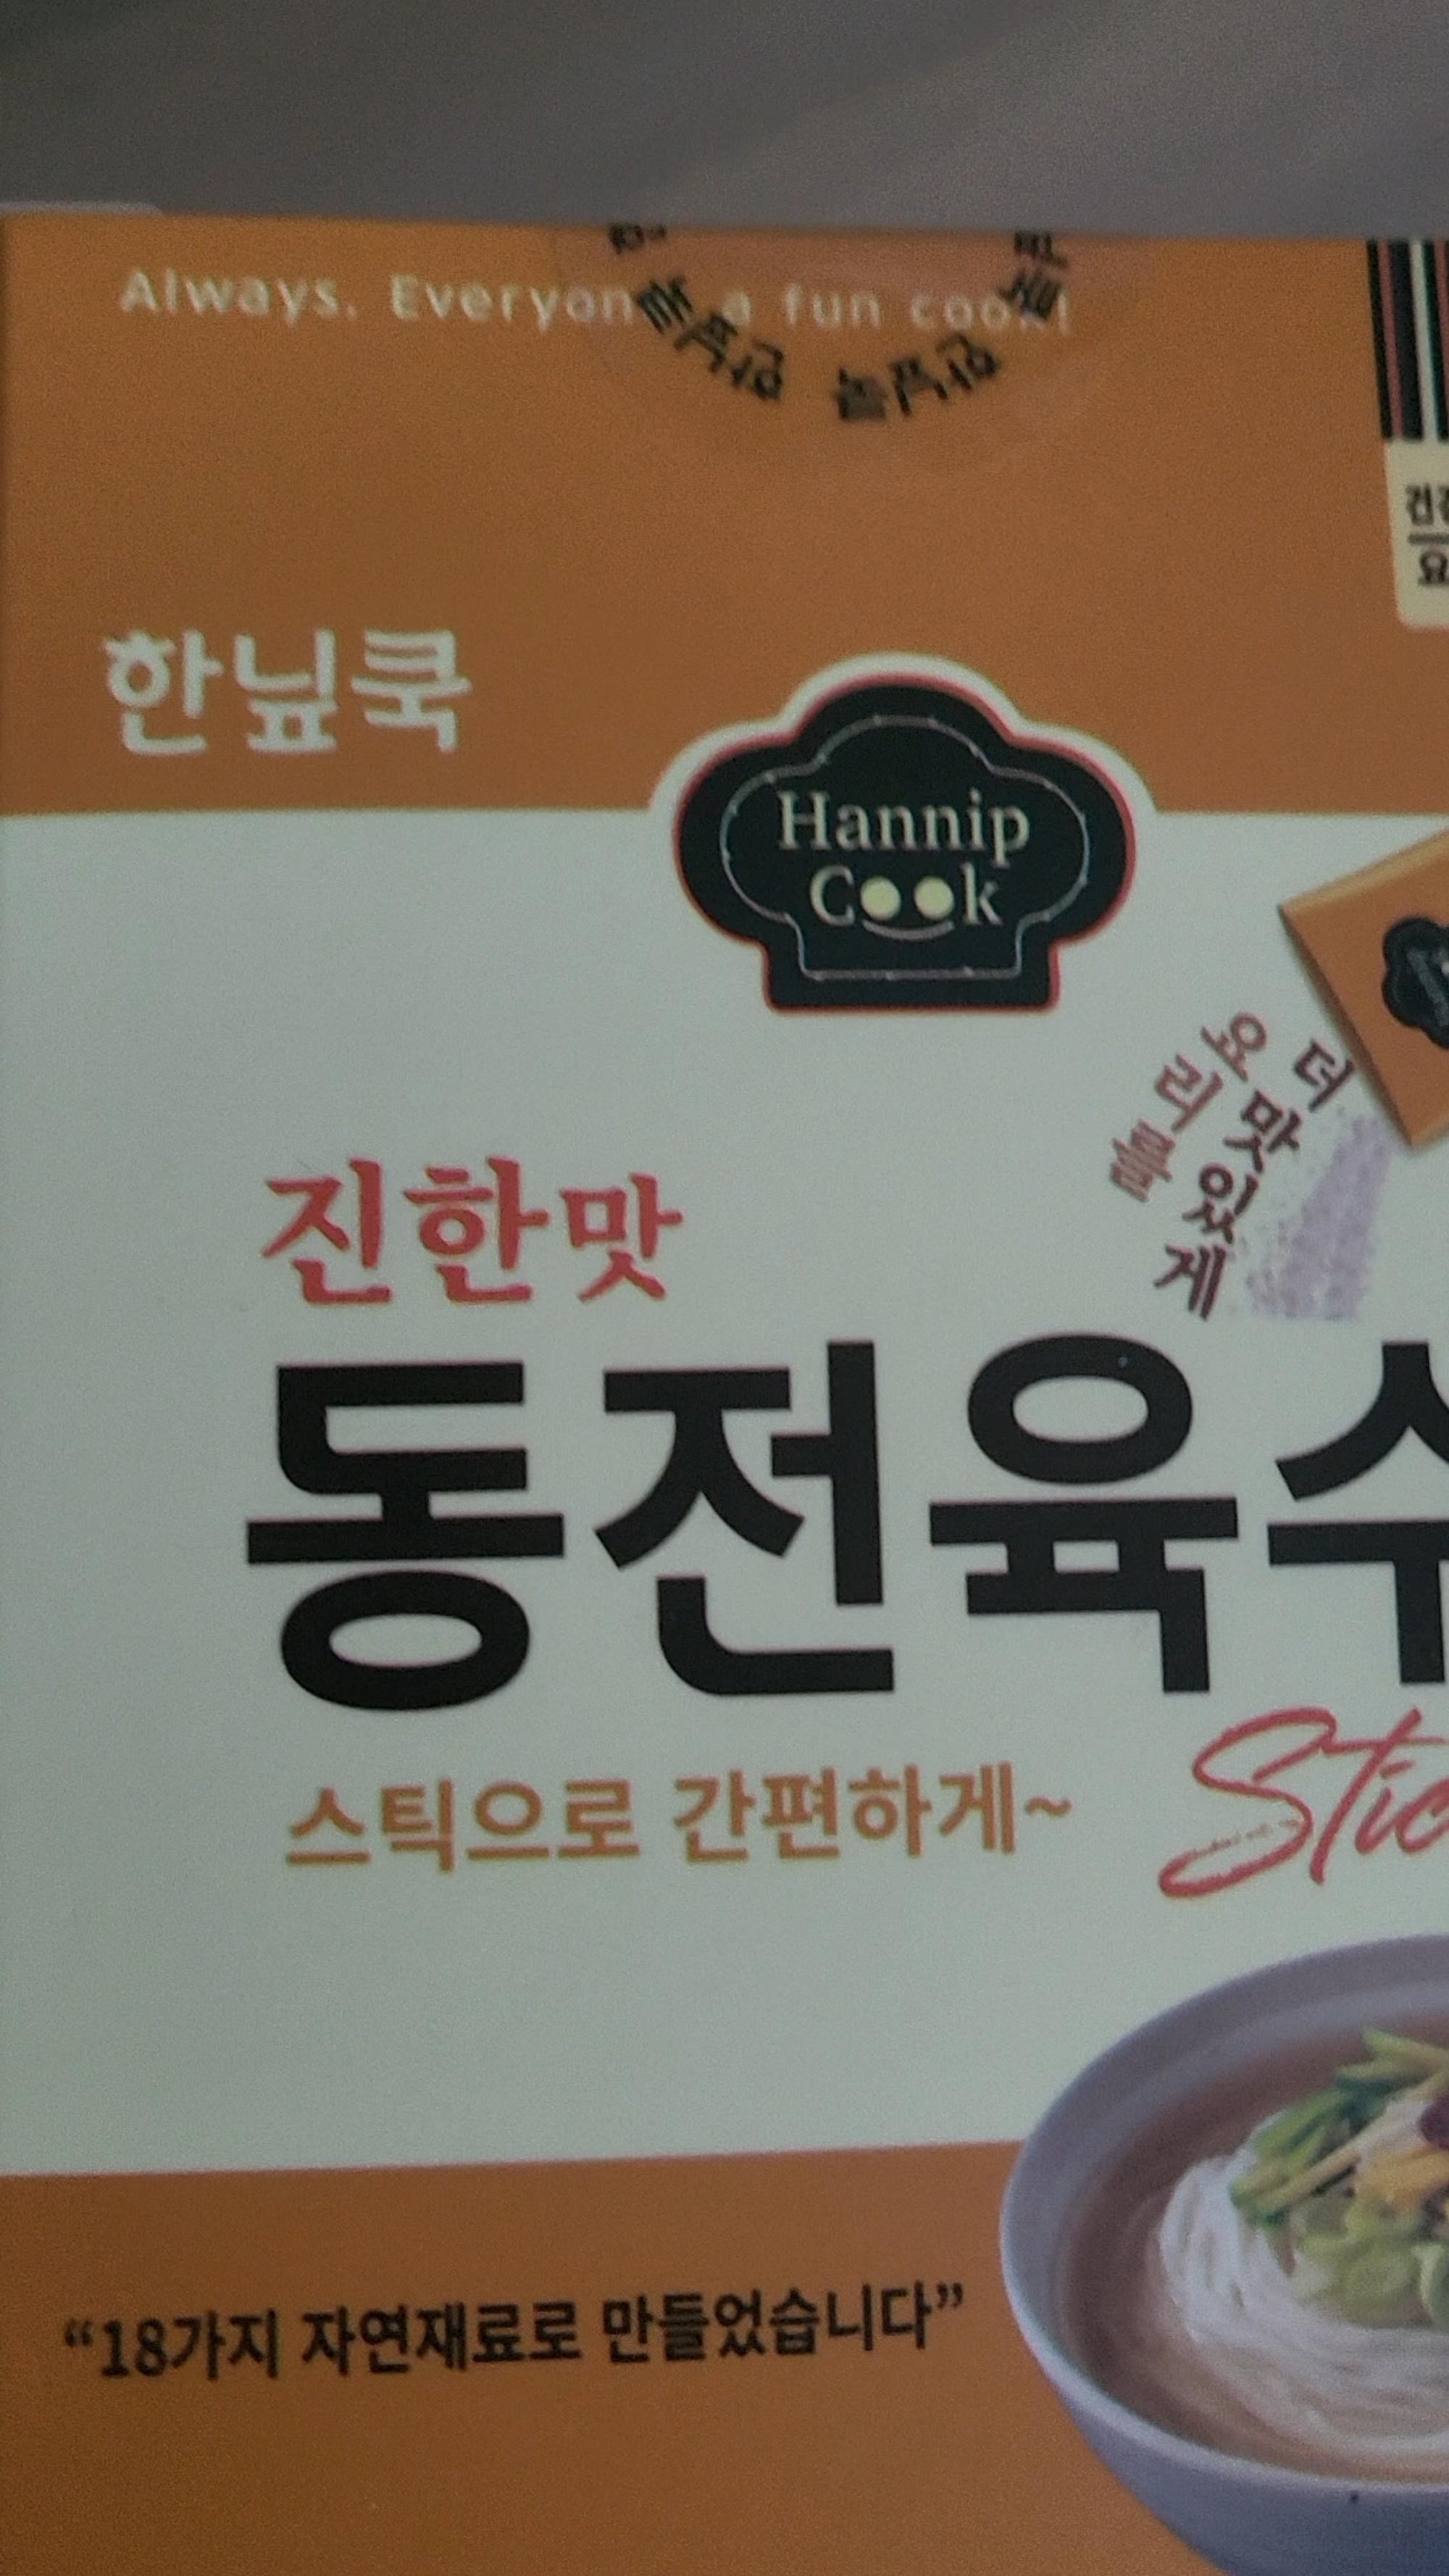 Always. a fun
한닢쿡
Hannip
Cook
요리를
더 맛있게
진한맛
동전육수
스틱으로 간편하게~
“18가지 자연재료로 만들었습니다”